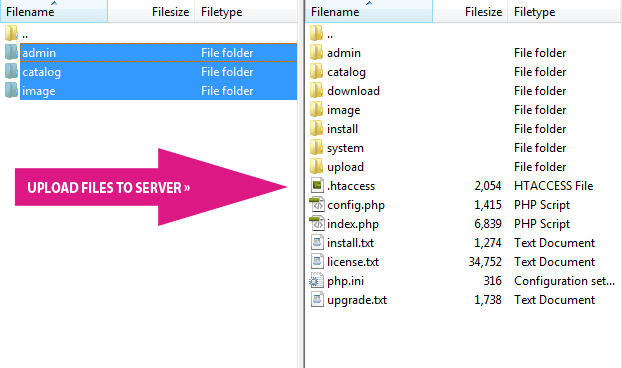 Filename Filesize Filetype
..
admin File folder
catalog File folder
image File folder
UPLOAD FILES TO SERVER »
Filename Filesize Filetype
..
admin File folder
catalog File folder
download File folder
image File folder
install File folder
system File folder
upload File folder
.htaccess 2,054 HTACCESS File
config.php 1,415 PHP Script
index.php 6,839 PHP Script
install.txt 1,274 Text Document
license.txt 34,752 Text Document
php.ini 316 Configuration set...
upgrade.txt 1,738 Text Document